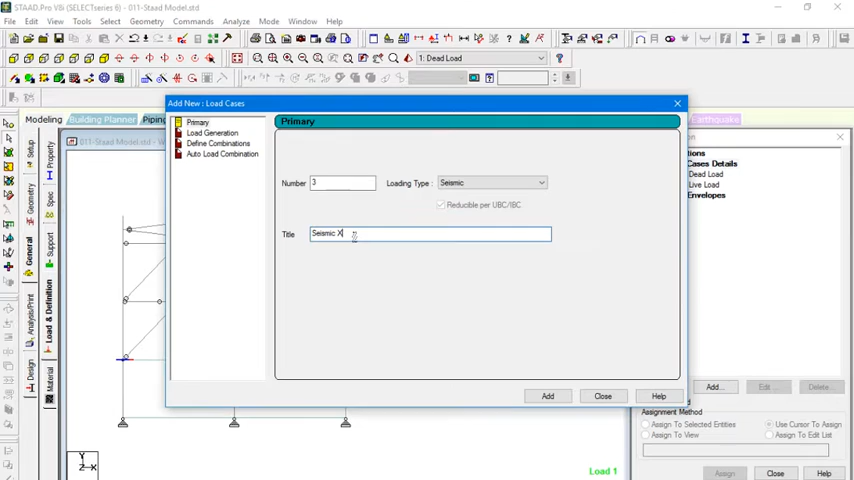 STAAD.Pro V8i (SELECTseries 6) - 011-Staad Model.std
File Edit View Tools Select Geometry Commands Analyze Mode Window Help
1: Dead Load
Modeling Building Planner Piping Earthquake
011-Staad Model.std
Add New : Load Cases
Primary
Load Generation
Define Combinations
Auto Load Combination
Primary
Number 3 Loading Type : Seismic
Reducible per UBC/IBC
Title Seismic X
Add Close Help
Setup
Geometry
General
Analysis/Print
Design
Property
Spec
Support
Load & Definition
Material
Cases Details
Dead Load
Live Load
Envelopes
Add... Edit... Delete...
Assignment Method
Assign To Selected Entities Use Cursor To Assign
Assign To View Assign To Edit List
Assign Close Help
Y
Z X
Load 1